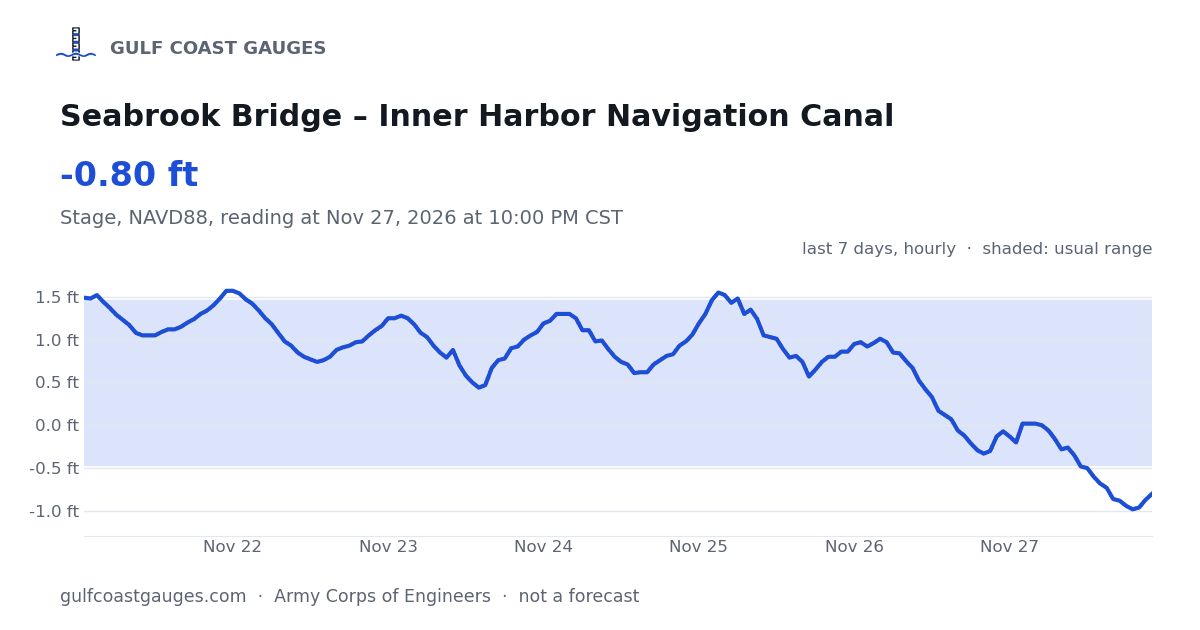 GULF COAST GAUGES
Seabrook Bridge – Inner Harbor Navigation Canal
-0.80 ft
Stage, NAVD88, reading at Nov 27, 2026 at 10:00 PM CST
last 7 days, hourly · shaded: usual range
1.5 ft
1.0 ft
0.5 ft
0.0 ft
-0.5 ft
-1.0 ft
Nov 22 Nov 23 Nov 24 Nov 25 Nov 26 Nov 27
gulfcoastgauges.com · Army Corps of Engineers · not a forecast